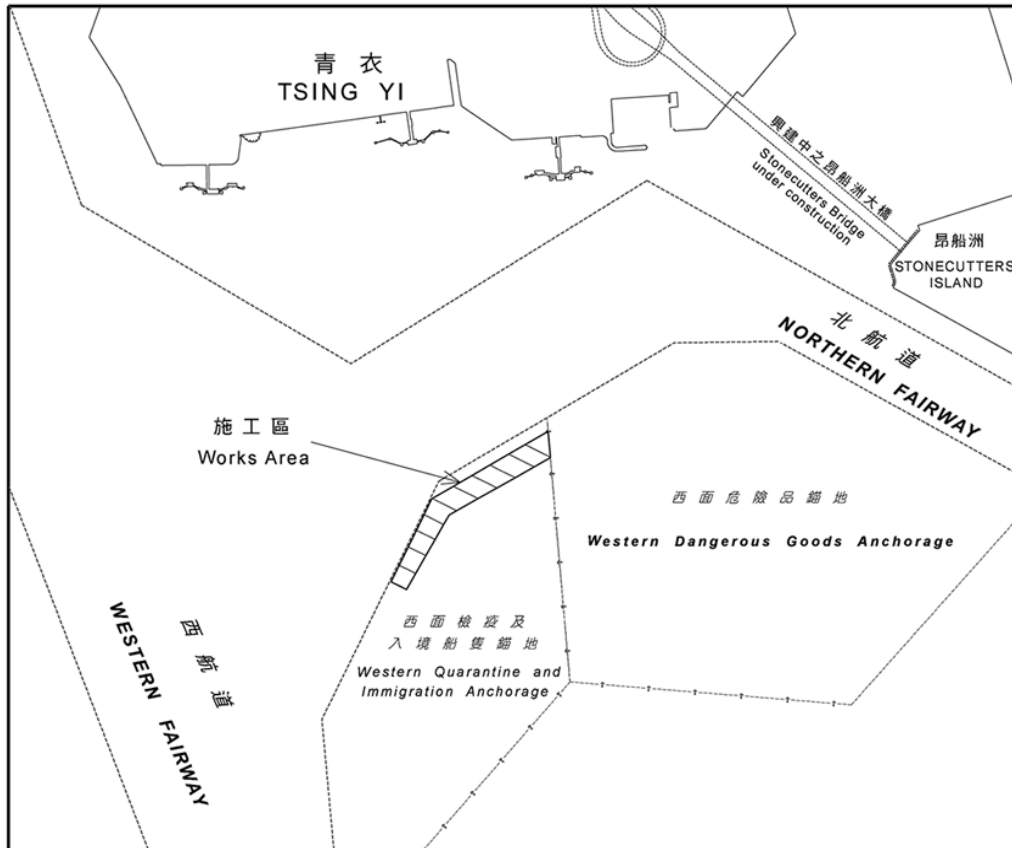 青衣
TSING YI
興建中之昂船洲大橋
Stonecutters Bridge
under construction
昂船洲
STONECUTTERS
ISLAND
北航道
NORTHERN FAIRWAY
施工區
Works Area
西面危險品錨地
Western Dangerous Goods Anchorage
西面檢疫及
入境船隻錨地
Western Quarantine and
Immigration Anchorage
西航道
WESTERN FAIRWAY